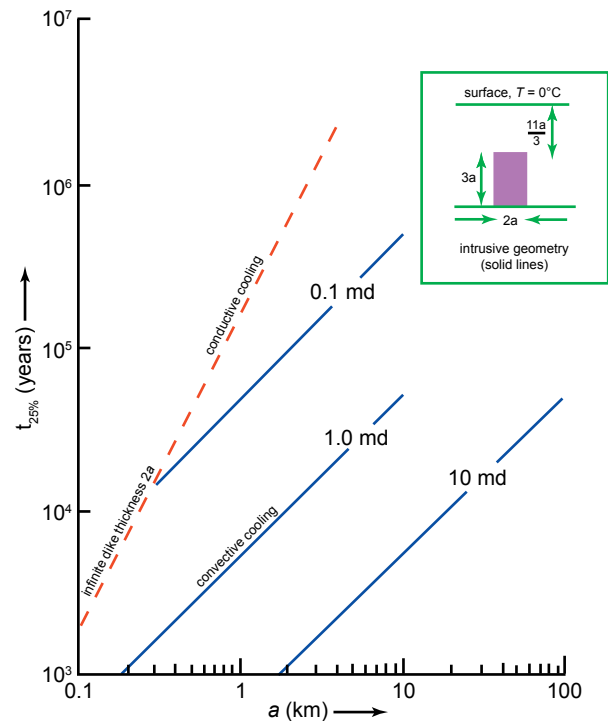 10⁷
10⁶
10⁵
10⁴
10³
t25% (years)
0.1
1
10
100
a (km)
infinite dike thickness 2a
conductive cooling
convective cooling
0.1 md
1.0 md
10 md
surface, T = 0°C
11a
3
3a
2a
intrusive geometry
(solid lines)